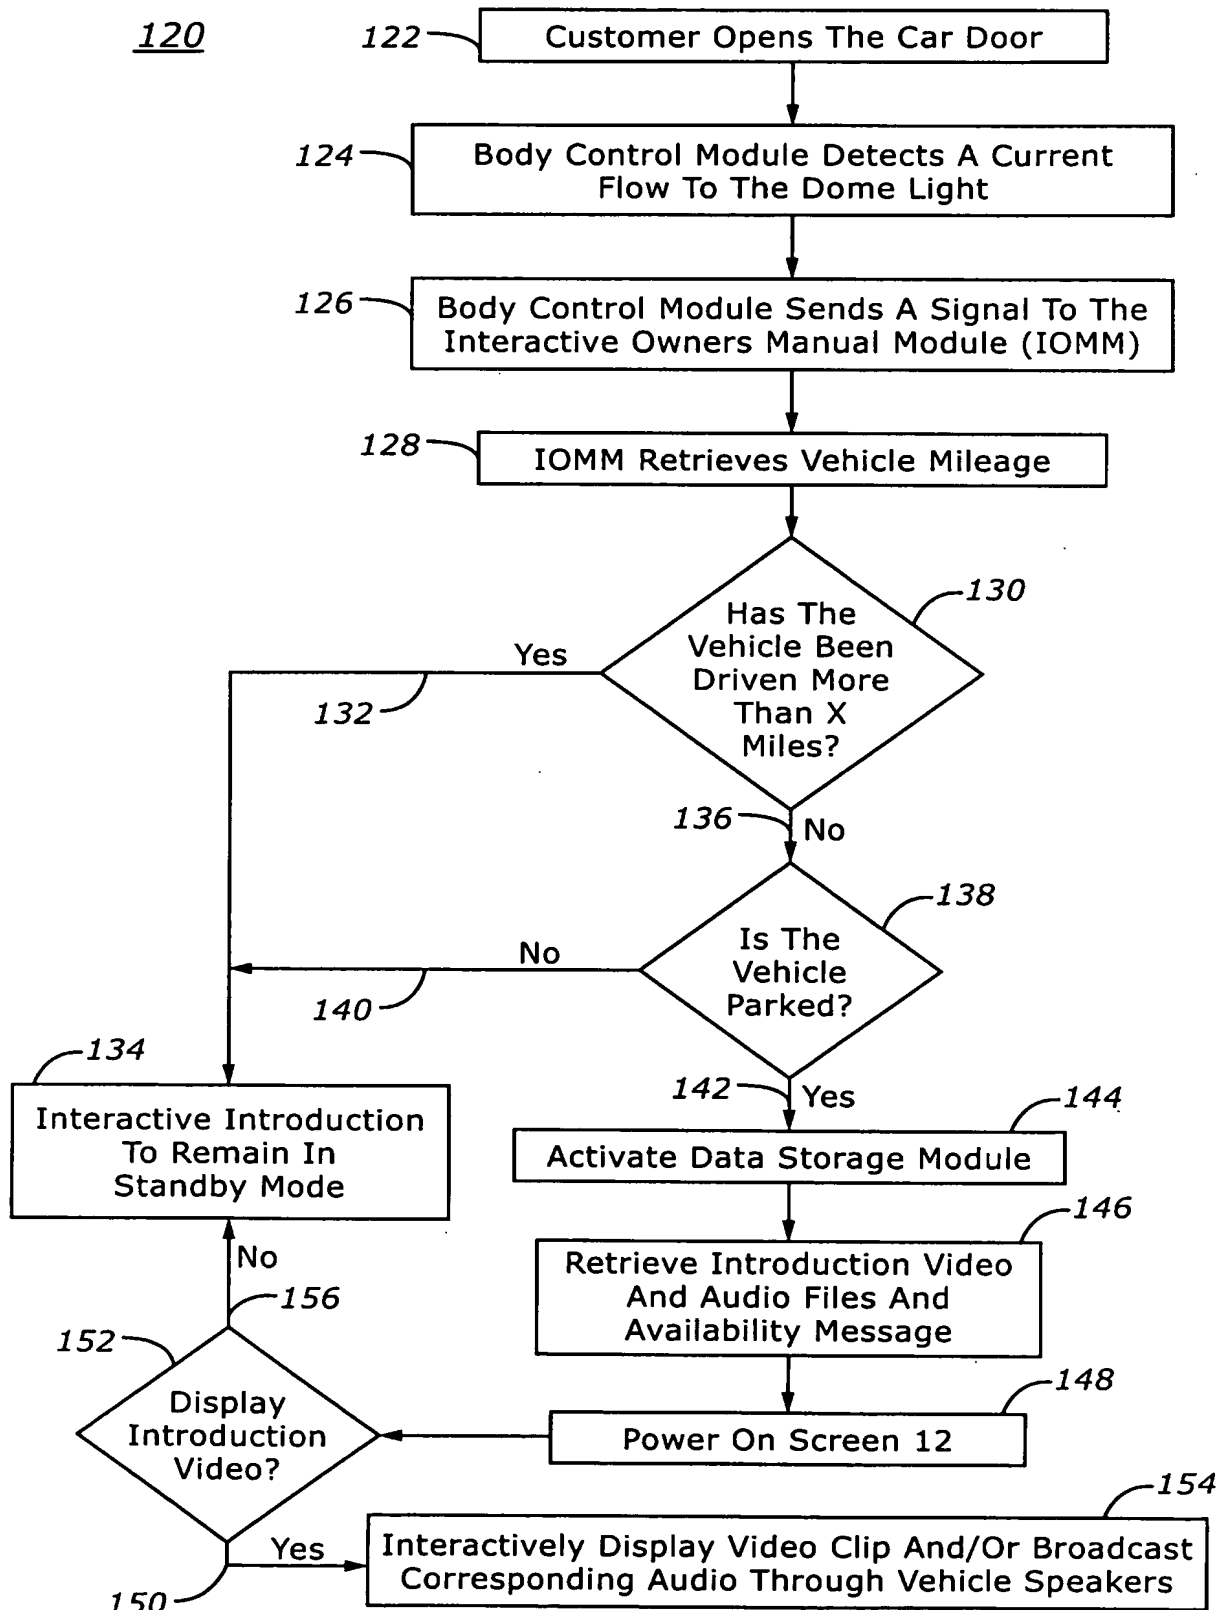 120
122
Customer Opens The Car Door
124
Body Control Module Detects A Current
Flow To The Dome Light
126
Body Control Module Sends A Signal To The
Interactive Owners Manual Module (IOMM)
128
IOMM Retrieves Vehicle Mileage
130
Has The
Vehicle Been
Driven More
Than X
Miles?
Yes
132
136
No
138
Is The
Vehicle
Parked?
No
140
134
Interactive Introduction
To Remain In
Standby Mode
142
Yes
144
Activate Data Storage Module
146
Retrieve Introduction Video
And Audio Files And
Availability Message
148
Power On Screen 12
No
156
152
Display
Introduction
Video?
154
Yes
150
Interactively Display Video Clip And/Or Broadcast
Corresponding Audio Through Vehicle Speakers